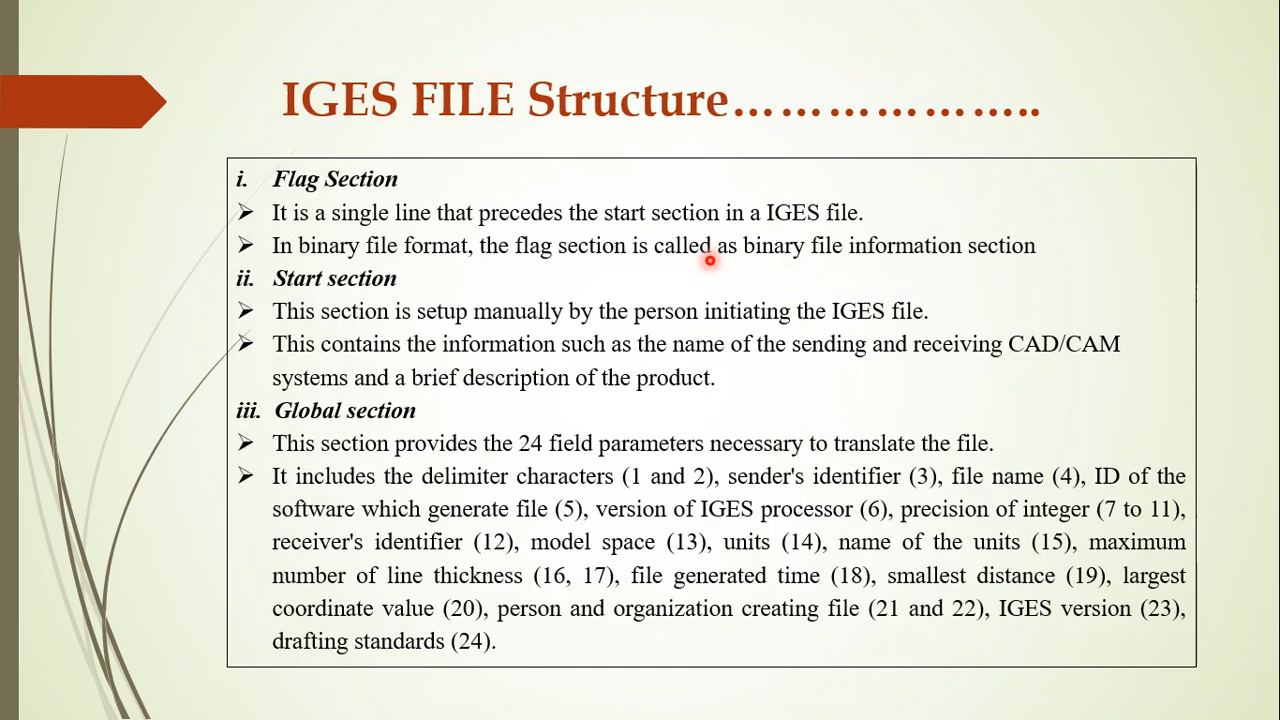 IGES FILE Structure………………..
i. Flag Section
➢ It is a single line that precedes the start section in a IGES file.
➢ In binary file format, the flag section is called as binary file information section
ii. Start section
➢ This section is setup manually by the person initiating the IGES file.
➢ This contains the information such as the name of the sending and receiving CAD/CAM
systems and a brief description of the product.
iii. Global section
➢ This section provides the 24 field parameters necessary to translate the file.
➢ It includes the delimiter characters (1 and 2), sender's identifier (3), file name (4), ID of the
software which generate file (5), version of IGES processor (6), precision of integer (7 to 11),
receiver's identifier (12), model space (13), units (14), name of the units (15), maximum
number of line thickness (16, 17), file generated time (18), smallest distance (19), largest
coordinate value (20), person and organization creating file (21 and 22), IGES version (23),
drafting standards (24).